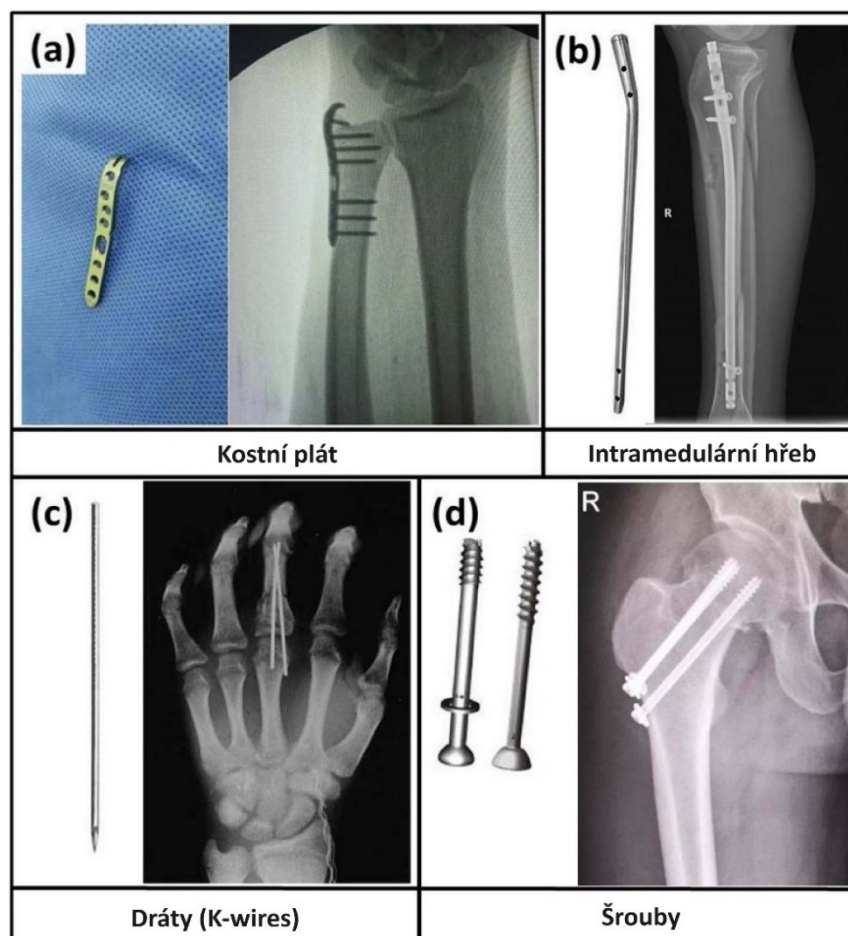 (a)
(b)
R
Kostní plát
Intramedulární hřeb
(c)
(d)
R
Dráty (K-wires)
Šrouby